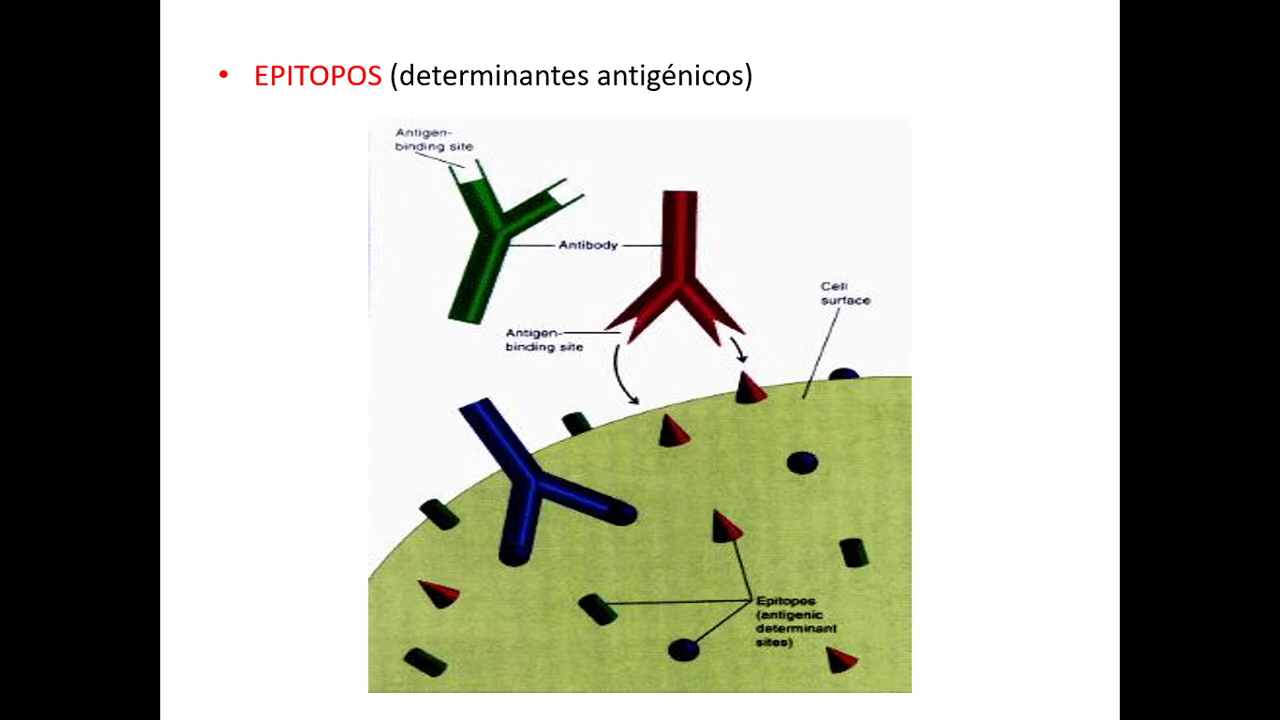 • EPITOPOS (determinantes antigénicos)
Antigen-
binding site
Antibody
Cell
surface
Antigen-
binding site
Epitopes
(antigenic
determinant
sites)